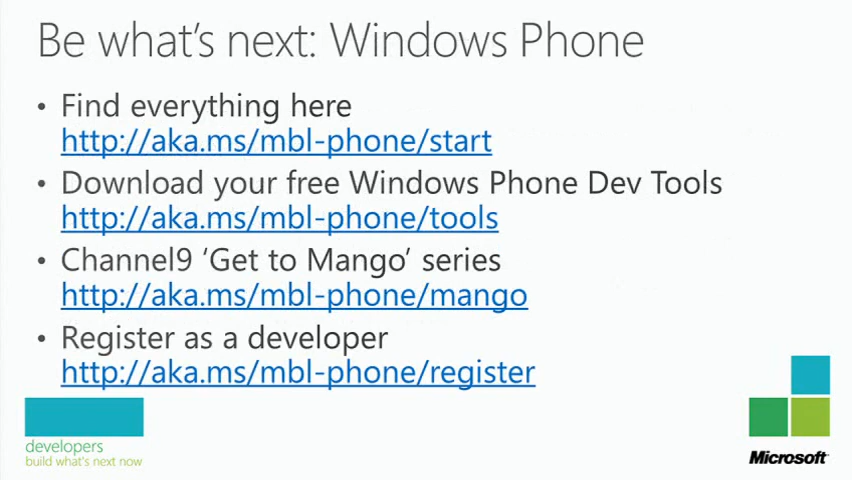 Be what's next: Windows Phone
• Find everything here
http://aka.ms/mbl-phone/start
• Download your free Windows Phone Dev Tools
http://aka.ms/mbl-phone/tools
• Channel9 ‘Get to Mango’ series
http://aka.ms/mbl-phone/mango
• Register as a developer
http://aka.ms/mbl-phone/register
developers
build what's next now
Microsoft